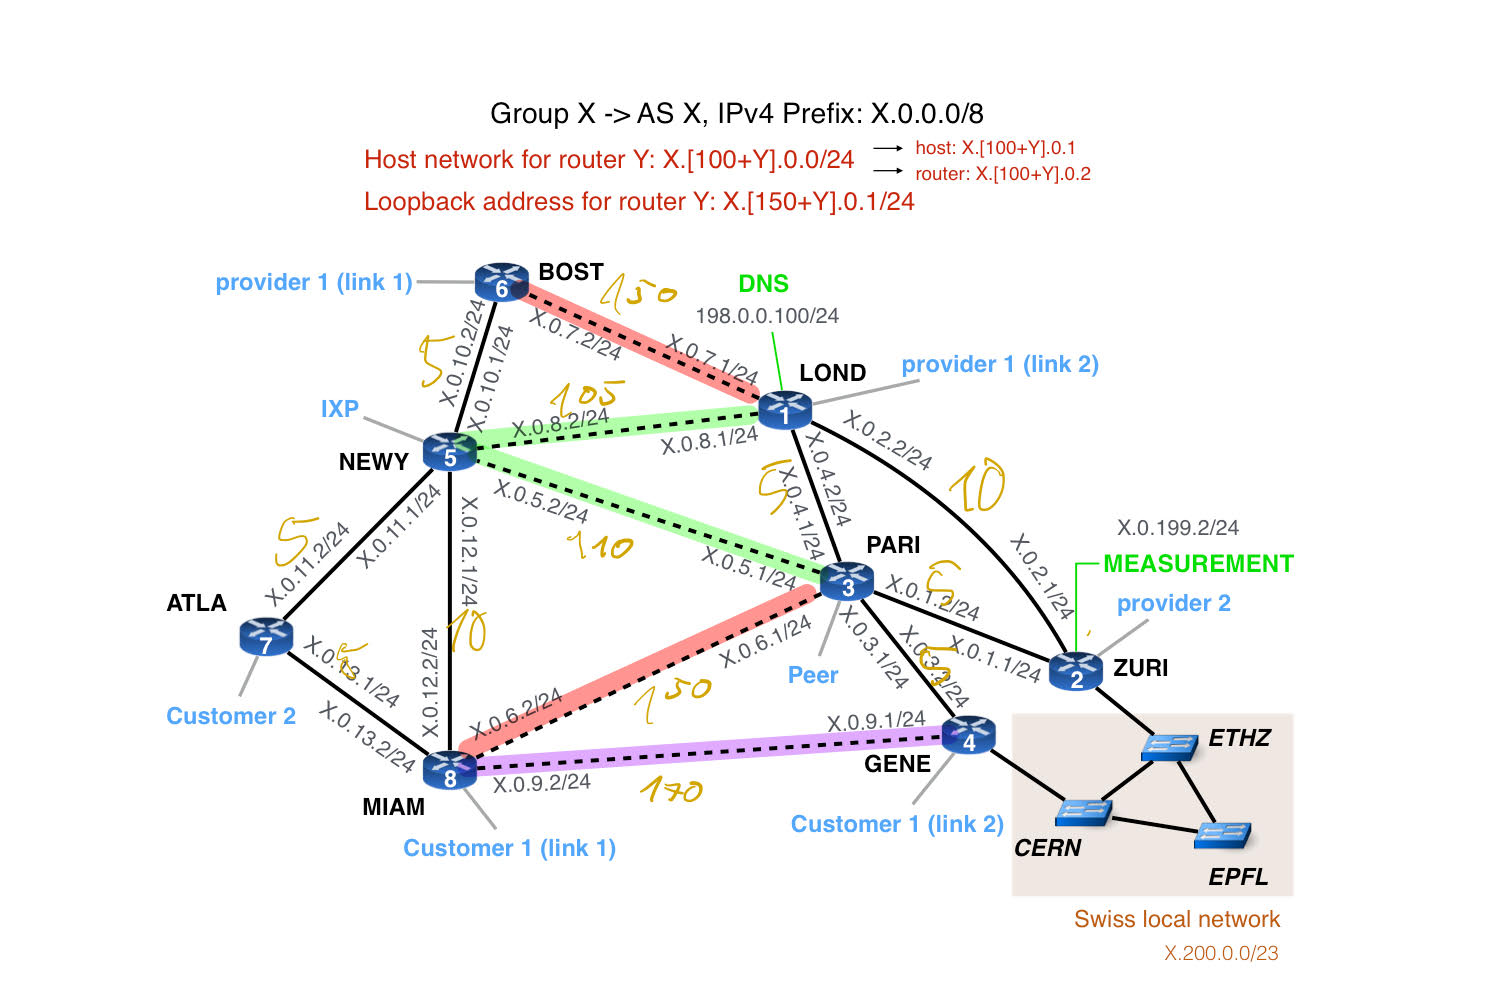 Group X -> AS X, IPv4 Prefix: X.0.0.0/8
Host network for router Y: X.[100+Y].0.0/24
host: X.[100+Y].0.1
router: X.[100+Y].0.2
Loopback address for router Y: X.[150+Y].0.1/24
provider 1 (link 1)
6
BOST
150
DNS
198.0.0.100/24
X.0.7.2/24
X.0.7.1/24
X.0.10.2/24
X.0.10.1/24
5
LOND
provider 1 (link 2)
1
105
IXP
X.0.8.2/24
X.0.8.1/24
NEWY
5
X.0.2.2/24
10
X.0.2.1/24
X.0.4.2/24
X.0.4.1/24
5
X.0.5.2/24
110
X.0.5.1/24
X.0.11.1/24
X.0.11.2/24
5
X.0.12.1/24
X.0.12.2/24
10
X.0.199.2/24
MEASUREMENT
provider 2
PARI
3
X.0.1.2/24
5
X.0.1.1/24
ZURI
2
ATLA
7
X.0.13.1/24
5
X.0.13.2/24
Customer 2
X.0.6.1/24
150
X.0.6.2/24
Peer
X.0.3.1/24
X.0.3.2/24
5
X.0.9.1/24
4
GENE
8
X.0.9.2/24
170
MIAM
Customer 1 (link 1)
Customer 1 (link 2)
ETHZ
CERN
EPFL
Swiss local network
X.200.0.0/23